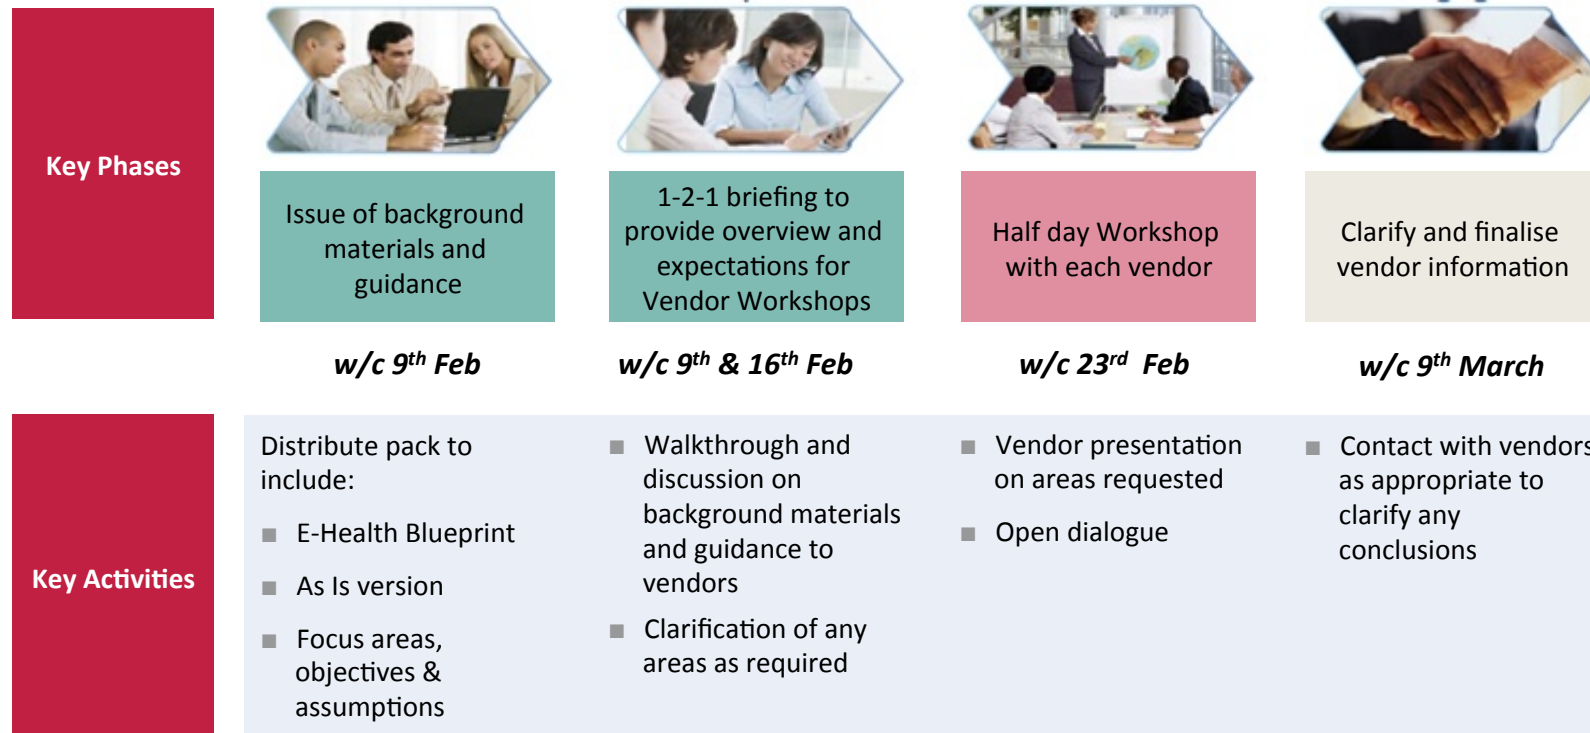 Key Phases
Issue of background
materials and
guidance
1-2-1 briefing to
provide overview and
expectations for
Vendor Workshops
Half day Workshop
with each vendor
Clarify and finalise
vendor information
w/c 9th Feb
w/c 9th & 16th Feb
w/c 23rd Feb
w/c 9th March
Key Activities
Distribute pack to
include:
■ E-Health Blueprint
■ As Is version
■ Focus areas,
objectives &
assumptions
■ Walkthrough and
discussion on
background materials
and guidance to
vendors
■ Clarification of any
areas as required
■ Vendor presentation
on areas requested
■ Open dialogue
■ Contact with vendors
as appropriate to
clarify any
conclusions